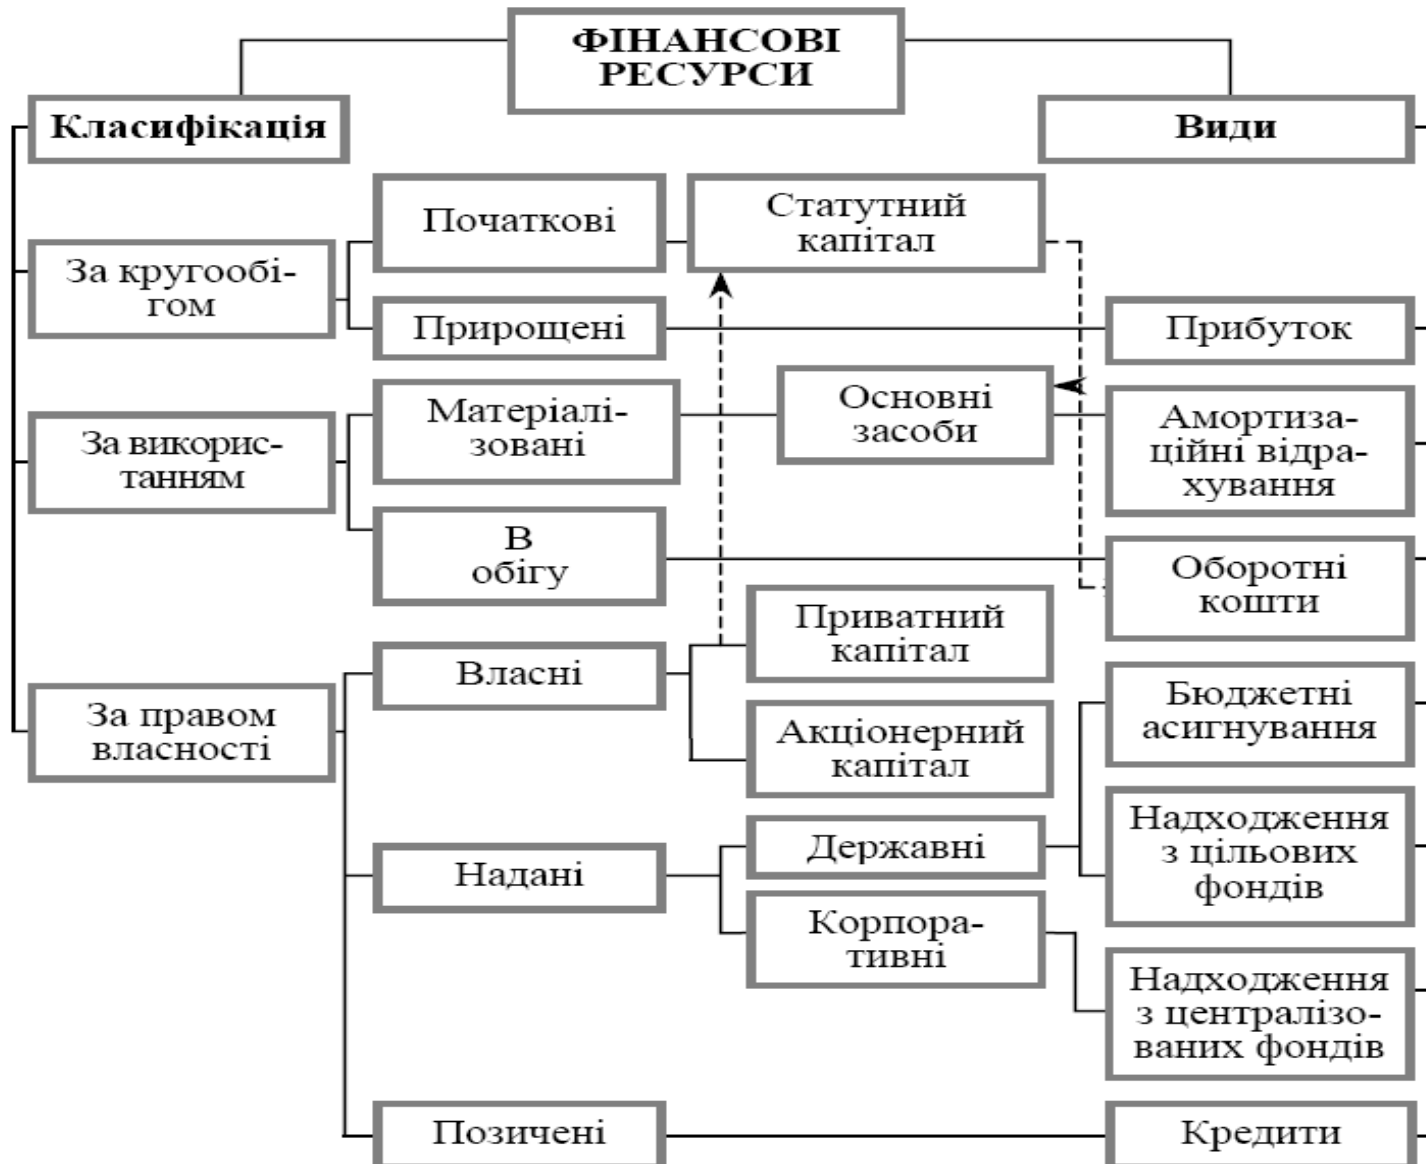 ФІНАНСОВІ
РЕСУРСИ
Класифікація
Види
Початкові
Статутний
капітал
За кругообі-
гом
Прирощені
Прибуток
Матеріалі-
зовані
Основні
засоби
Амортиза-
ційні відра-
хування
За викорис-
танням
В
обігу
Оборотні
кошти
Приватний
капітал
Власні
Бюджетні
асигнування
За правом
власності
Акціонерний
капітал
Державні
Надходження
з цільових
фондів
Надані
Корпора-
тивні
Надходження
з централізо-
ваних фондів
Позичені
Кредити